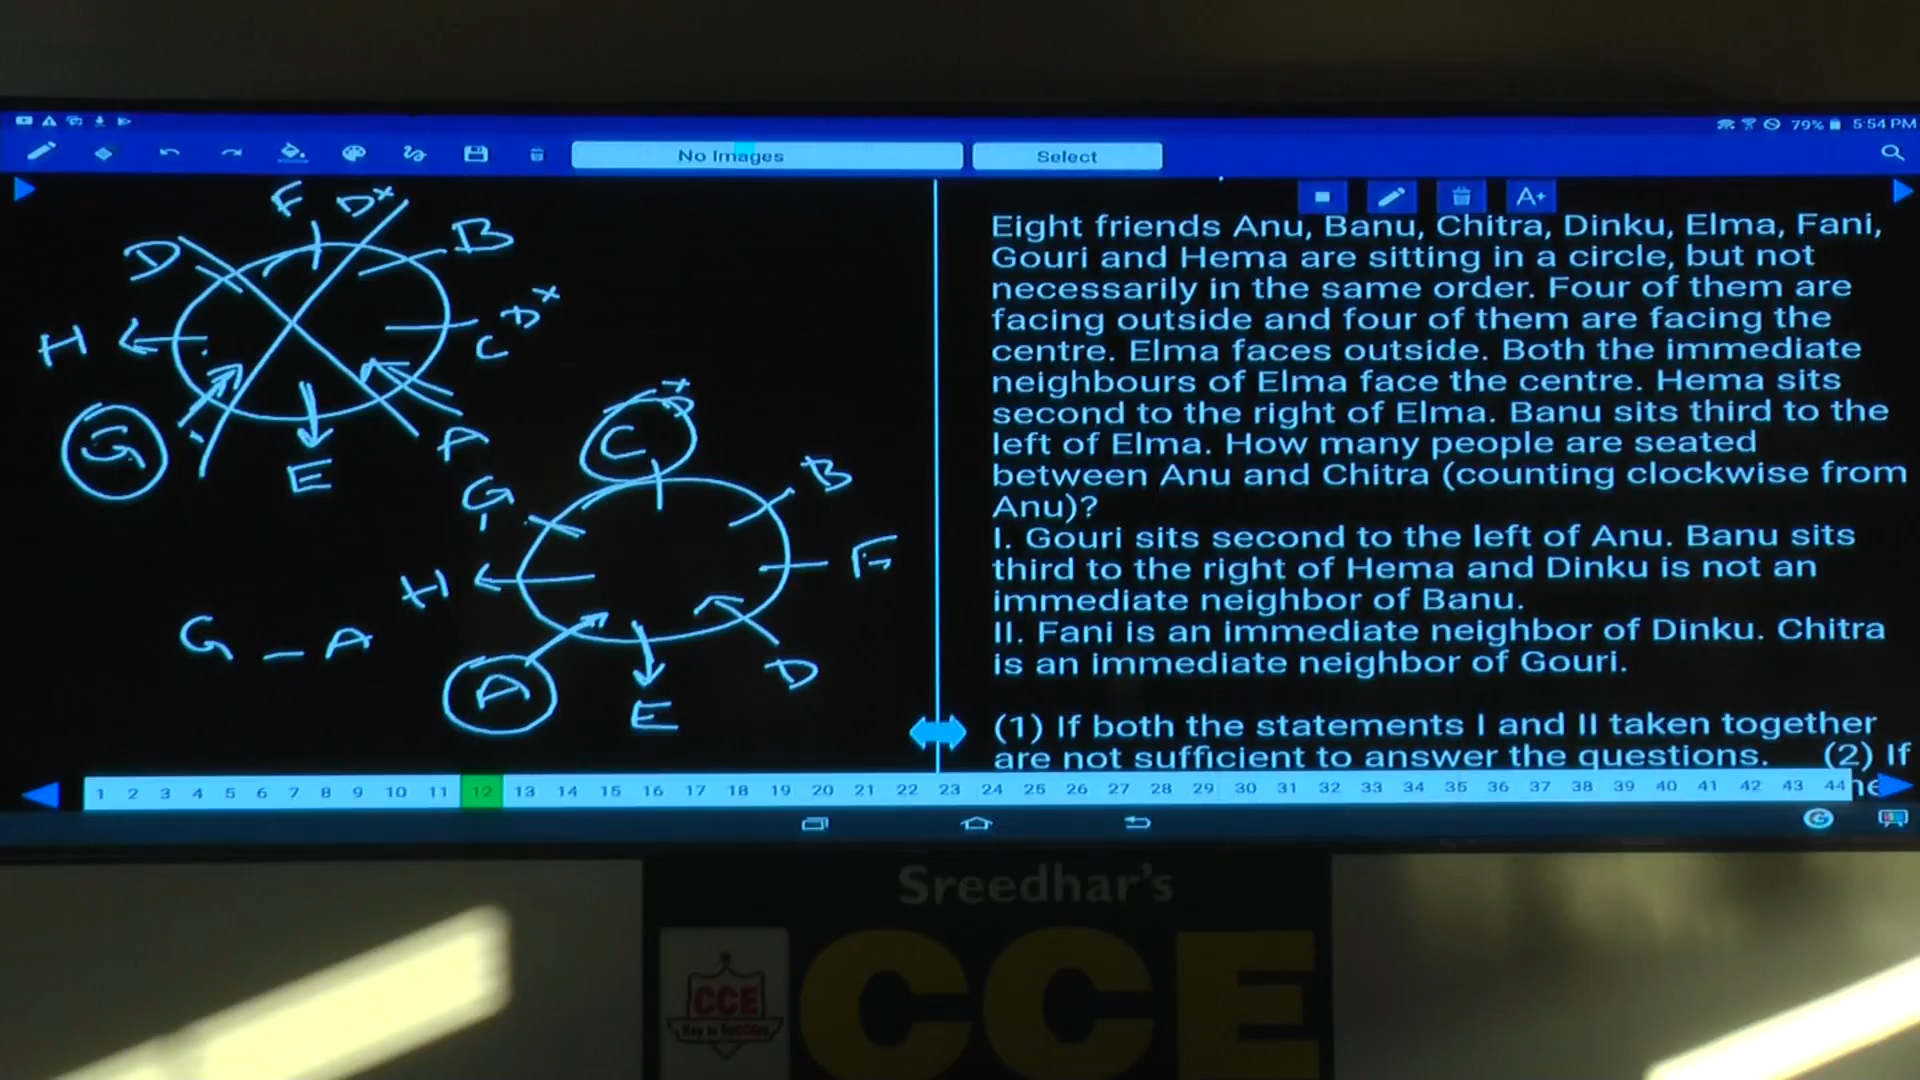 79% 5:54 PM
No Images Select
A+
F D x
D B
H C D x
G E A
C D x
G B
H F
G _ A
A E D
Eight friends Anu, Banu, Chitra, Dinku, Elma, Fani,
Gouri and Hema are sitting in a circle, but not
necessarily in the same order. Four of them are
facing outside and four of them are facing the
centre. Elma faces outside. Both the immediate
neighbours of Elma face the centre. Hema sits
second to the right of Elma. Banu sits third to the
left of Elma. How many people are seated
between Anu and Chitra (counting clockwise from
Anu)?
I. Gouri sits second to the left of Anu. Banu sits
third to the right of Hema and Dinku is not an
immediate neighbor of Banu.
II. Fani is an immediate neighbor of Dinku. Chitra
is an immediate neighbor of Gouri.
(1) If both the statements I and II taken together
are not sufficient to answer the questions. (2) If
1 2 3 4 5 6 7 8 9 10 11 12 13 14 15 16 17 18 19 20 21 22 23 24 25 26 27 28 29 30 31 32 33 34 35 36 37 38 39 40 41 42 43 44
Sreedhar's
CCE
CCE
Key to Success